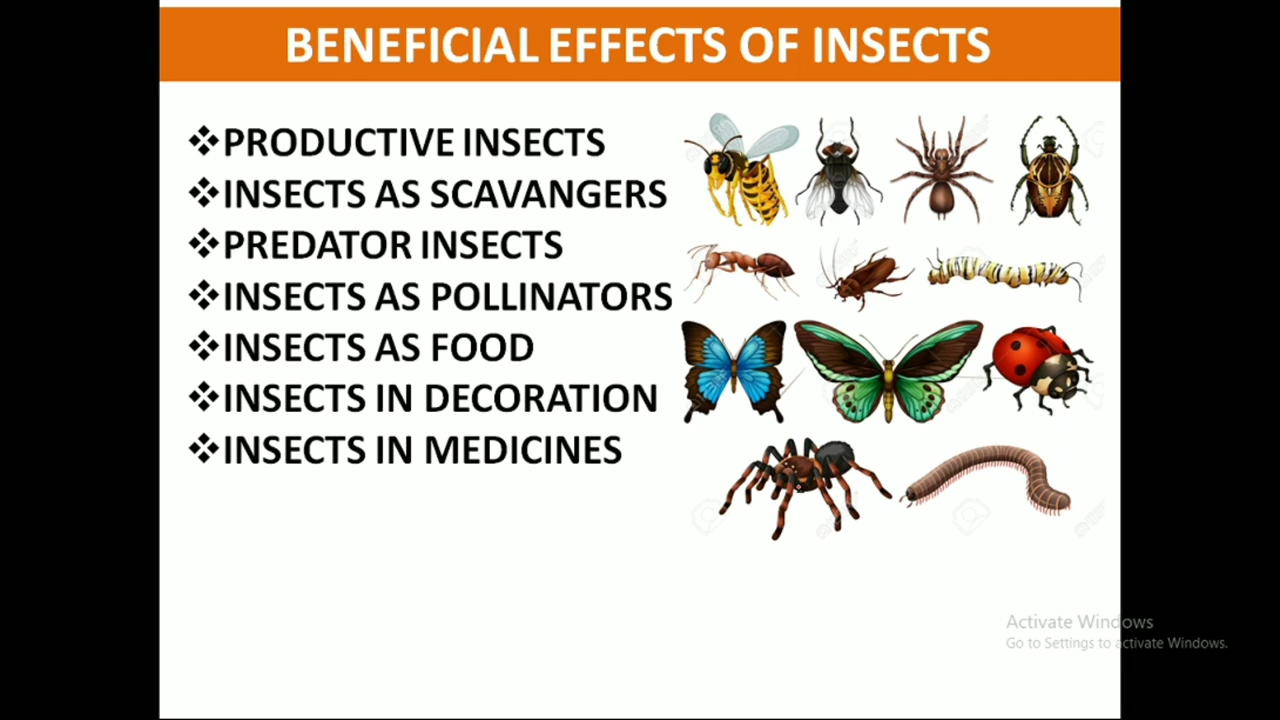 BENEFICIAL EFFECTS OF INSECTS
❖PRODUCTIVE INSECTS
❖INSECTS AS SCAVANGERS
❖PREDATOR INSECTS
❖INSECTS AS POLLINATORS
❖INSECTS AS FOOD
❖INSECTS IN DECORATION
❖INSECTS IN MEDICINES
Activate Windows
Go to Settings to activate Windows.